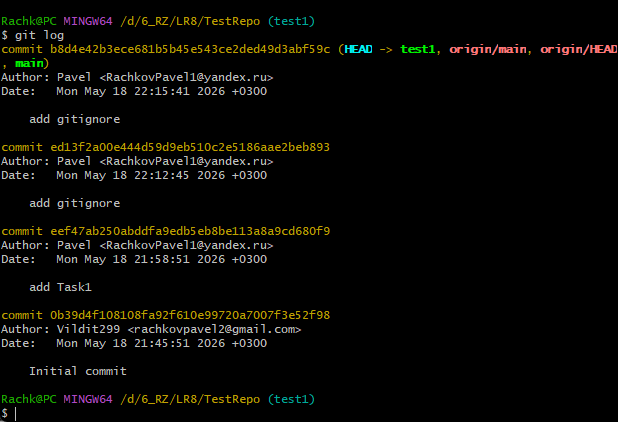 Rachk@PC MINGW64 /d/6_RZ/LR8/TestRepo (test1)
$ git log
commit b8d4e42b3ece681b5b45e543ce2ded49d3abf59c (HEAD -> test1, origin/main, origin/HEAD
, main)
Author: Pavel <RachkovPavel1@yandex.ru>
Date:   Mon May 18 22:15:41 2026 +0300
    add gitignore
commit ed13f2a00e444d59d9eb510c2e5186aae2beb893
Author: Pavel <RachkovPavel1@yandex.ru>
Date:   Mon May 18 22:12:45 2026 +0300
    add gitignore
commit eef47ab250abddfa9edb5eb8be113a8a9cd680f9
Author: Pavel <RachkovPavel1@yandex.ru>
Date:   Mon May 18 21:58:51 2026 +0300
    add Task1
commit 0b39d4f108108fa92f610e99720a7007f3e52f98
Author: Vildit299 <rachkovpavel2@gmail.com>
Date:   Mon May 18 21:45:51 2026 +0300
    Initial commit
Rachk@PC MINGW64 /d/6_RZ/LR8/TestRepo (test1)
$